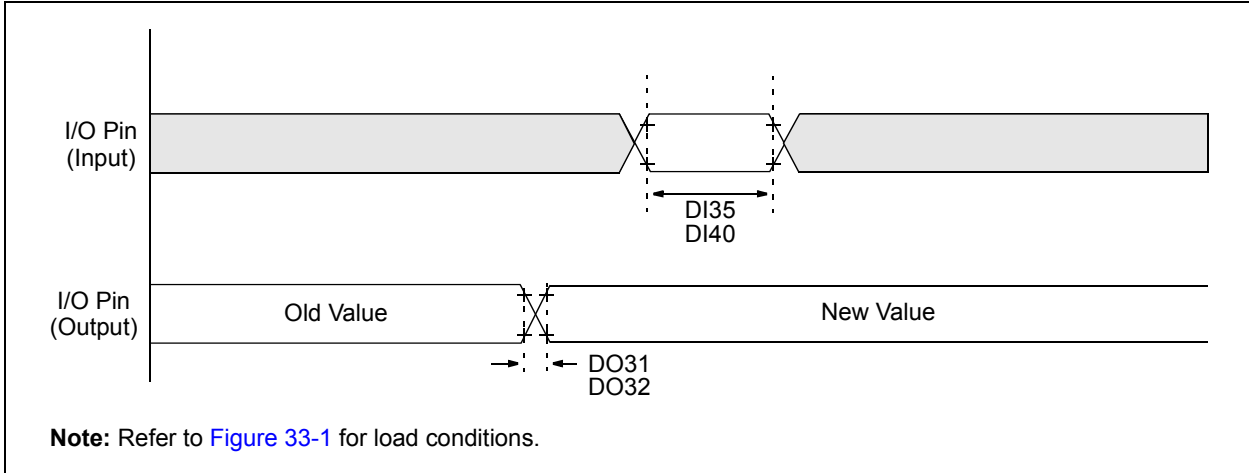 I/O Pin
(Input)
DI35
DI40
I/O Pin
(Output)
Old Value
New Value
DO31
DO32
Note: Refer to Figure 33-1 for load conditions.